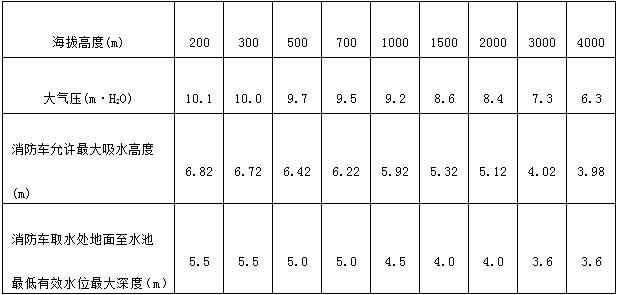 海拔高度(m) 200 300 500 700 1000 1500 2000 3000 4000
大气压(m·H₂O) 10.1 10.0 9.7 9.5 9.2 8.6 8.4 7.3 6.3
消防车允许最大吸水高度
(m) 6.82 6.72 6.42 6.22 5.92 5.32 5.12 4.02 3.98
消防车取水处地面至水池
最低有效水位最大深度(m) 5.5 5.5 5.0 5.0 4.5 4.0 4.0 3.6 3.6